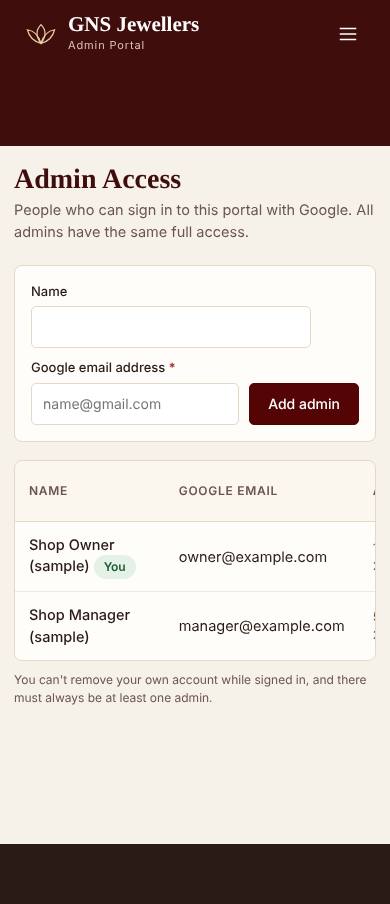 GNS Jewellers
Admin Portal
Admin Access
People who can sign in to this portal with Google. All
admins have the same full access.
Name
Google email address *
name@gmail.com
Add admin
NAME
GOOGLE EMAIL
Shop Owner
(sample)
You
owner@example.com
Shop Manager
(sample)
manager@example.com
You can't remove your own account while signed in, and there
must always be at least one admin.